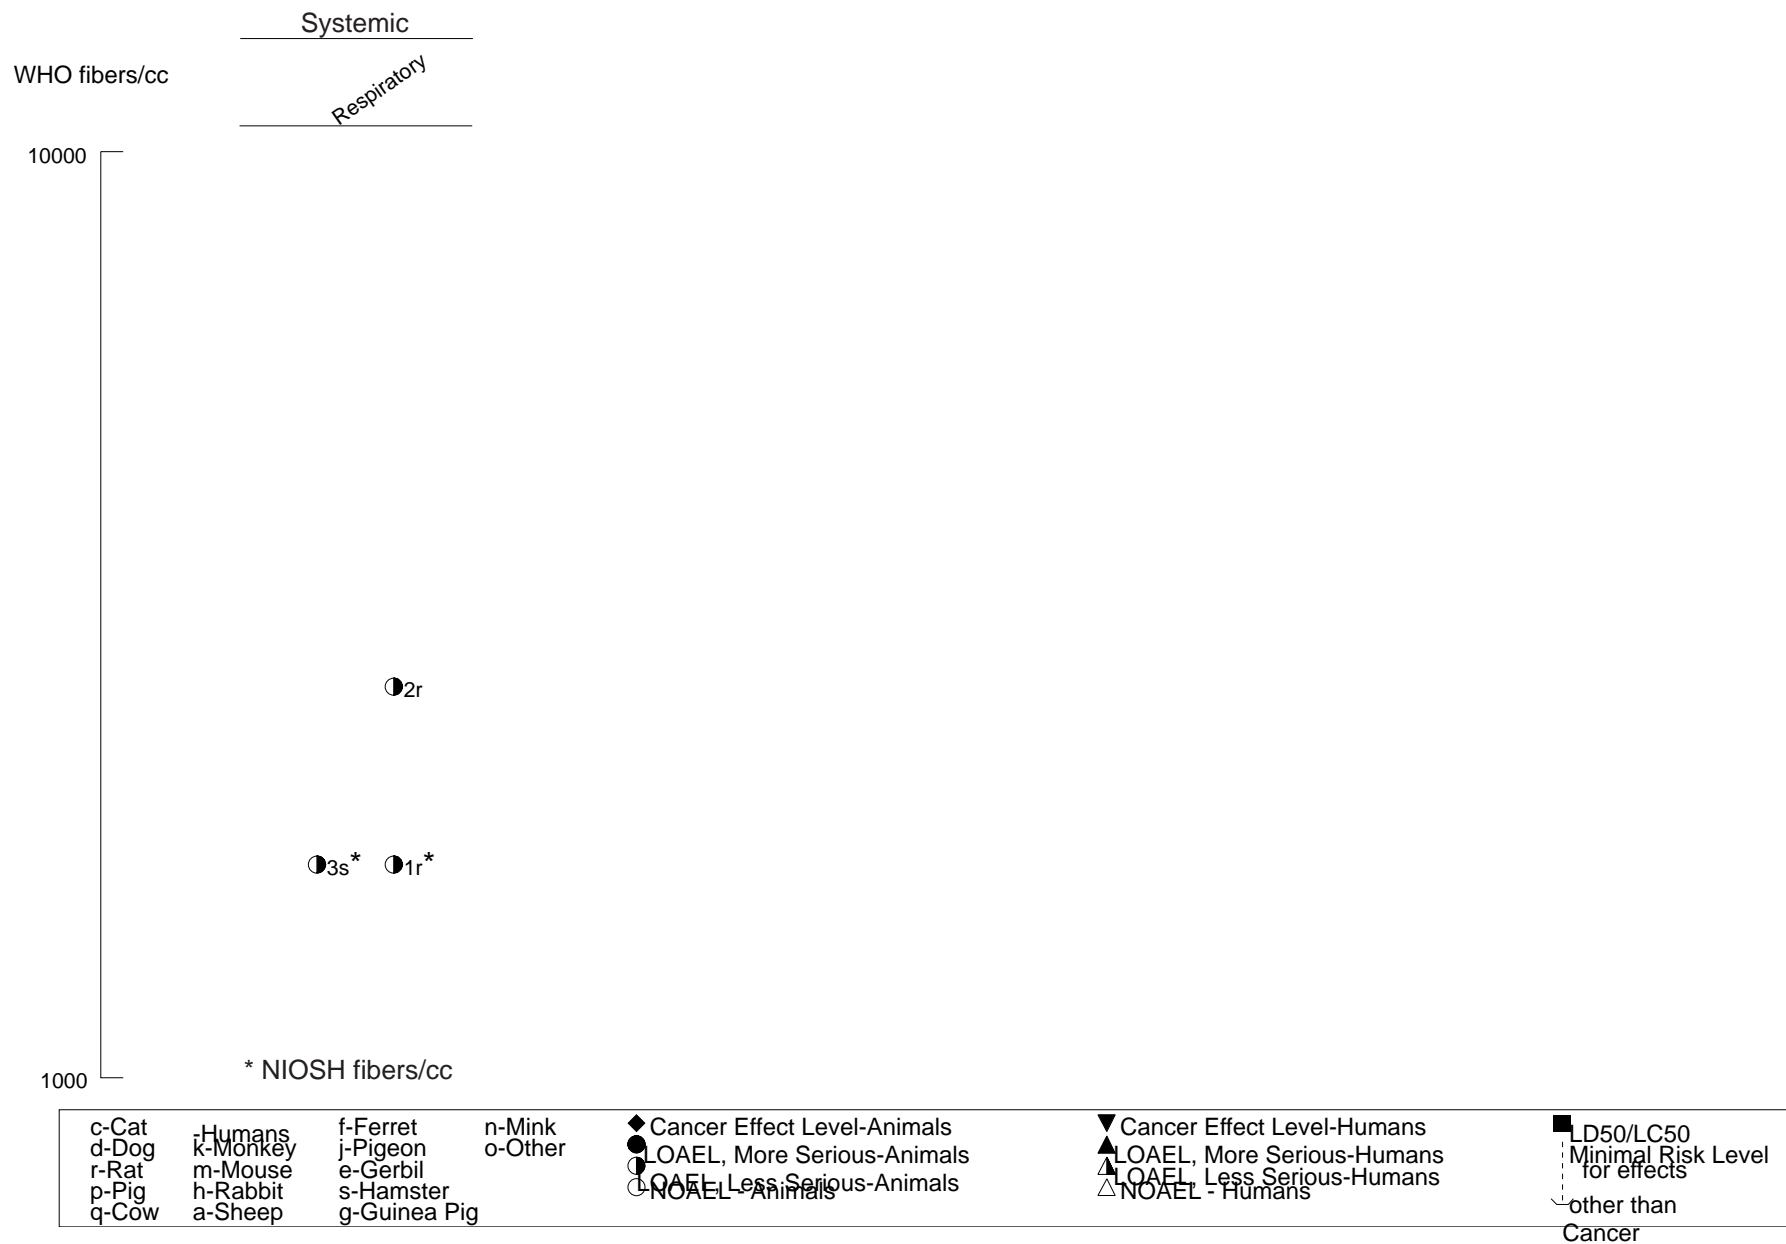 Systemic
WHO fibers/cc
Respiratory
10000
2r
3s*
1r*
* NIOSH fibers/cc
1000
c-Cat
d-Dog
r-Rat
p-Pig
q-Cow
-Humans
k-Monkey
m-Mouse
h-Rabbit
a-Sheep
f-Ferret
j-Pigeon
e-Gerbil
s-Hamster
g-Guinea Pig
n-Mink
o-Other
Cancer Effect Level-Animals
LOAEL, More Serious-Animals
LOAEL, Less Serious-Animals
NOAEL - Animals
Cancer Effect Level-Humans
LOAEL, More Serious-Humans
LOAEL, Less Serious-Humans
NOAEL - Humans
LD50/LC50
Minimal Risk Level
for effects
other than
Cancer